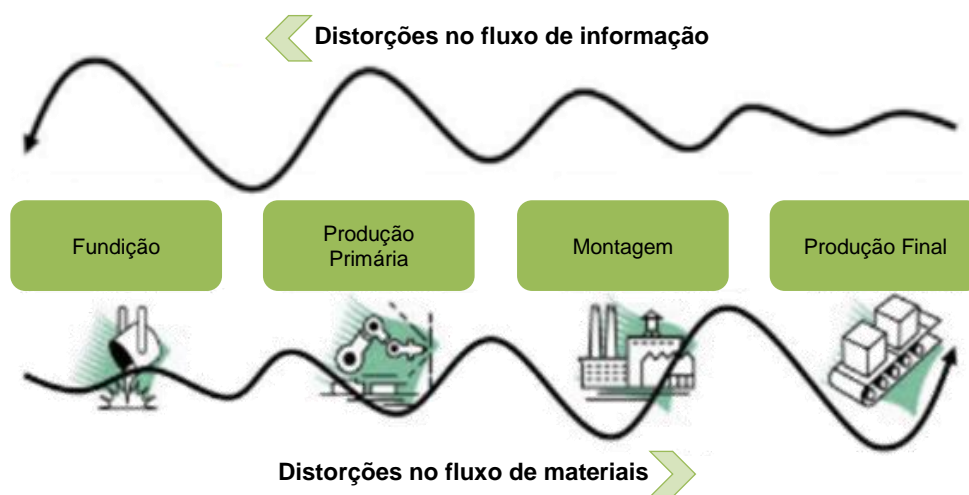 Distorções no fluxo de informação
Fundição
Produção
Primária
Montagem
Produção Final
Distorções no fluxo de materiais